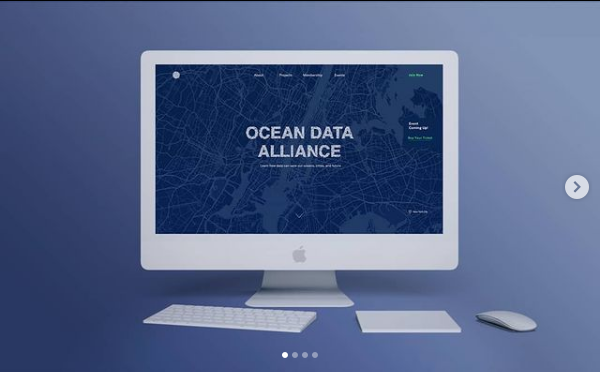 About Projects Membership Events Join Now
Event
Coming Up!
Buy Your Ticket
OCEAN DATA
ALLIANCE